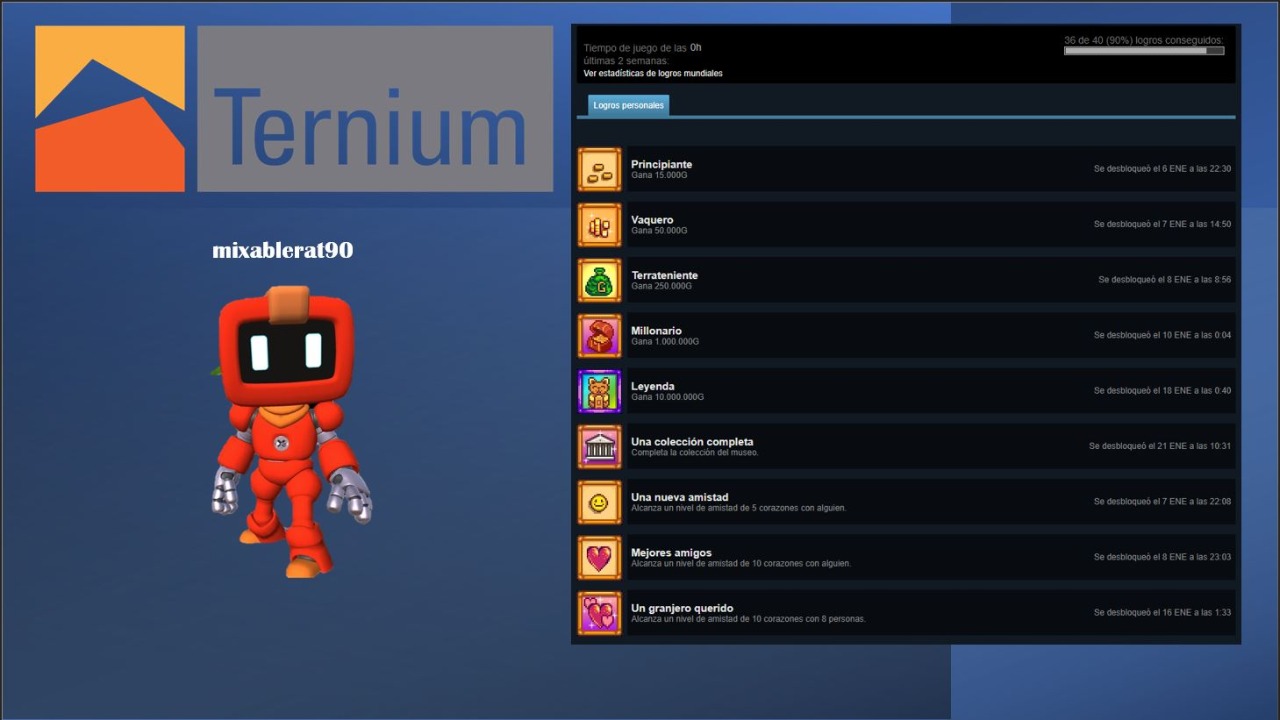 Ternium
mixablerat90
Tiempo de juego de las 0h
últimas 2 semanas:
Ver estadísticas de logros mundiales
36 de 40 (90%) logros conseguidos:
Logros personales
Principiante
Gana 15.000G
Se desbloqueó el 6 ENE a las 22:30
Vaquero
Gana 50.000G
Se desbloqueó el 7 ENE a las 14:50
Terrateniente
Gana 250.000G
Se desbloqueó el 8 ENE a las 8:56
Millonario
Gana 1.000.000G
Se desbloqueó el 10 ENE a las 0:04
Leyenda
Gana 10.000.000G
Se desbloqueó el 18 ENE a las 0:40
Una colección completa
Completa la colección del museo.
Se desbloqueó el 21 ENE a las 10:31
Una nueva amistad
Alcanza un nivel de amistad de 5 corazones con alguien.
Se desbloqueó el 7 ENE a las 22:08
Mejores amigos
Alcanza un nivel de amistad de 10 corazones con alguien.
Se desbloqueó el 8 ENE a las 23:03
Un granjero querido
Alcanza un nivel de amistad de 10 corazones con 8 personas.
Se desbloqueó el 16 ENE a las 1:33